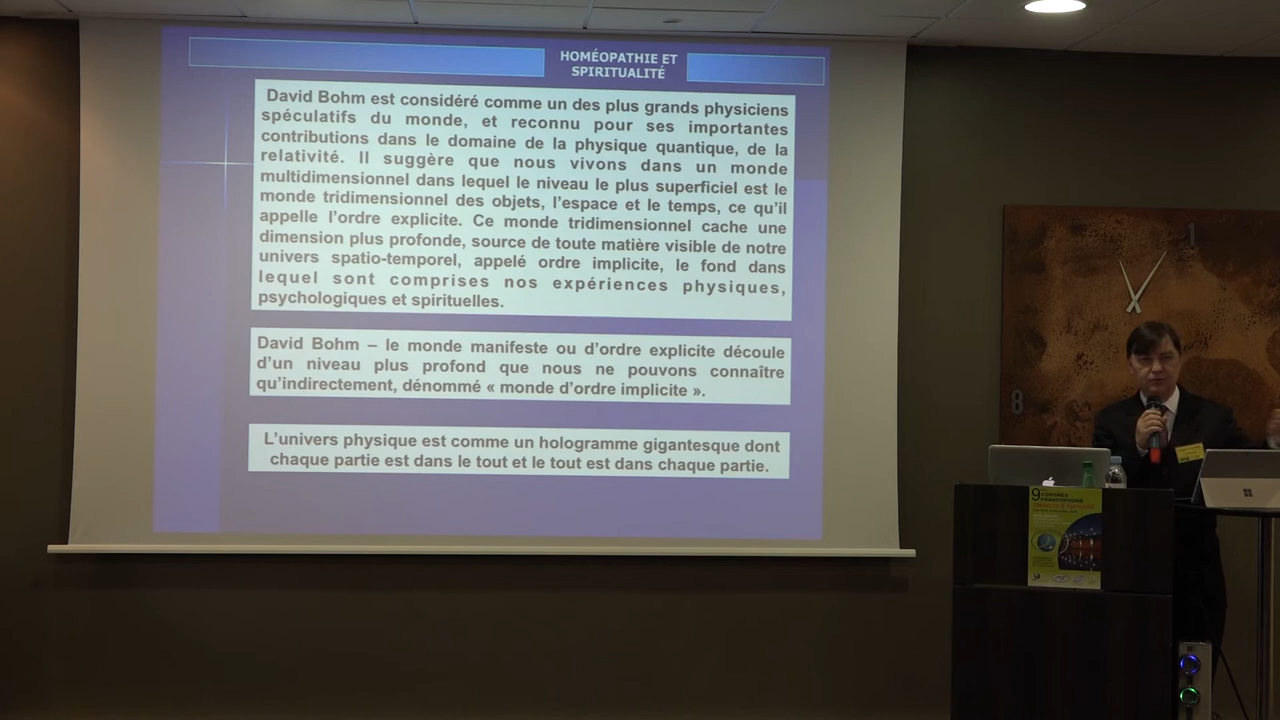 HOMÉOPATHIE ET
SPIRITUALITÉ
David Bohm est considéré comme un des plus grands physiciens
spéculatifs du monde, et reconnu pour ses importantes
contributions dans le domaine de la physique quantique, de la
relativité. Il suggère que nous vivons dans un monde
multidimensionnel dans lequel le niveau le plus superficiel est le
monde tridimensionnel des objets, l’espace et le temps, ce qu’il
appelle l’ordre explicite. Ce monde tridimensionnel cache une
dimension plus profonde, source de toute matière visible de notre
univers spatio-temporel, appelé ordre implicite, le fond dans
lequel sont comprises nos expériences physiques,
psychologiques et spirituelles.
David Bohm – le monde manifeste ou d’ordre explicite découle
d’un niveau plus profond que nous ne pouvons connaître
qu’indirectement, dénommé « monde d’ordre implicite ».
L’univers physique est comme un hologramme gigantesque dont
chaque partie est dans le tout et le tout est dans chaque partie.
1
8
9
CONGRÈS
FRANCOPHONE
Médecine & Spiritualité